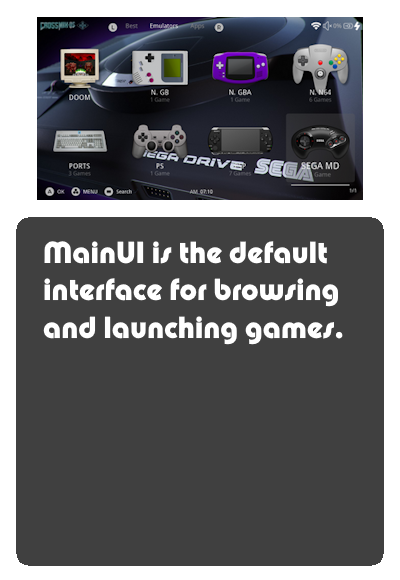 CROSSMIX-OS
L Best Emulators Apps R 0%
DOOM
N. GB
1 Game
N. GBA
1 Game
N. N64
6 Games
MEGA DRIVE SEGA
PORTS
2 Games
PS
1 Game
7 Games
SEGA MD
Game
A OK MENU Search AM 07:10 1/1
MainUI is the default
interface for browsing
and launching games.